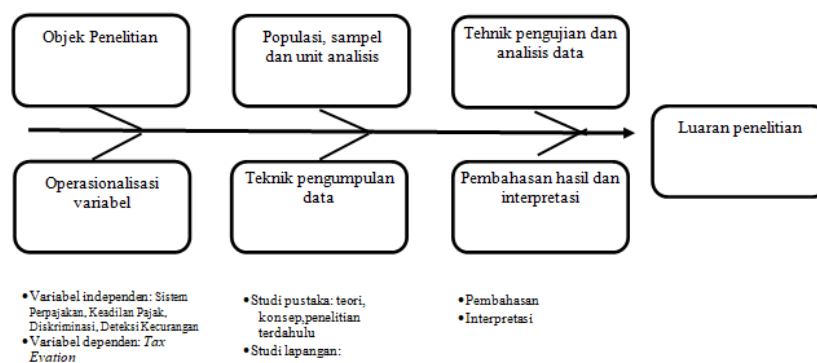 Objek Penelitian
Populasi, sampel
dan unit analisis
Tehnik pengujian dan
analisis data
Luaran penelitian
Operasionalisasi
variabel
Teknik pengumpulan
data
Pembahasan hasil dan
interpretasi
• Variabel independen: Sistem
Perpajakan, Keadilan Pajak,
Diskriminasi, Deteksi Kecurangan
• Variabel dependen: Tax
Evation
• Studi pustaka: teori,
konsep,penelitian
terdahulu
• Studi lapangan:
• Pembahasan
• Interpretasi